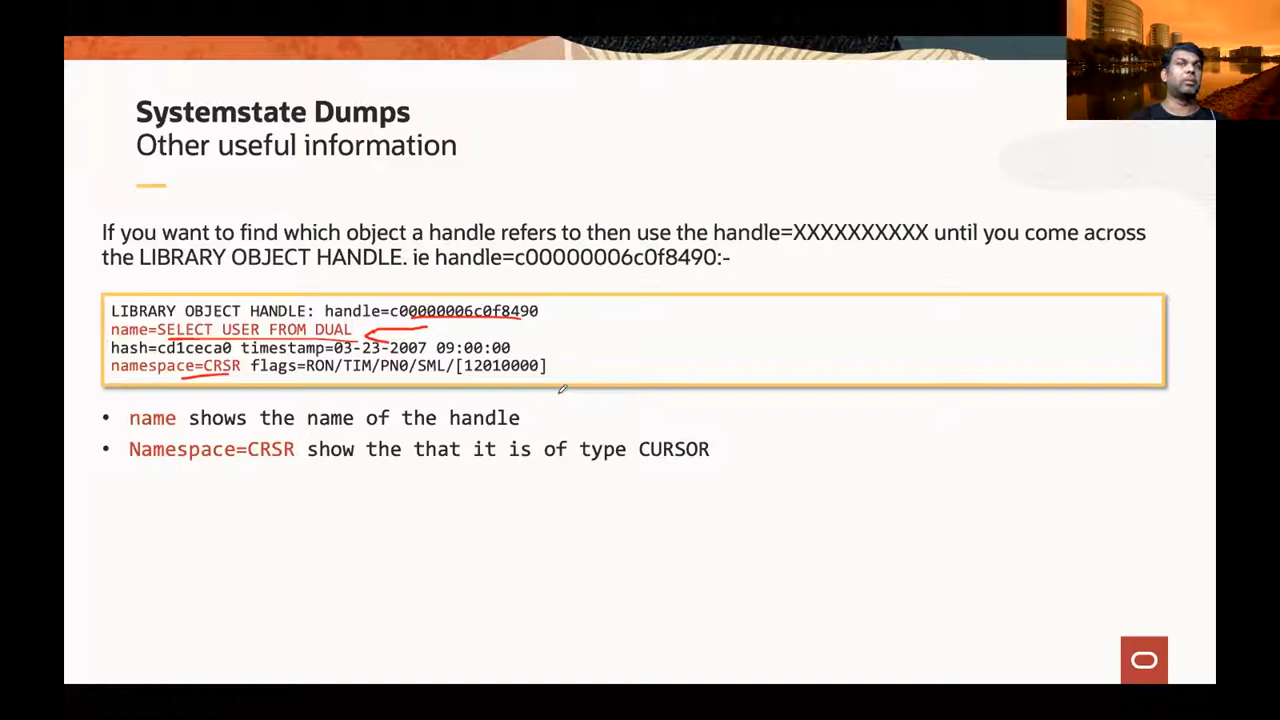 Systemstate Dumps
Other useful information
If you want to find which object a handle refers to then use the handle=XXXXXXXXXX until you come across
the LIBRARY OBJECT HANDLE. ie handle=c00000006c0f8490:-
LIBRARY OBJECT HANDLE: handle=c00000006c0f8490
name=SELECT USER FROM DUAL
hash=cd1ceca0 timestamp=03-23-2007 09:00:00
namespace=CRSR flags=RON/TIM/PN0/SML/[12010000]
• name shows the name of the handle
• Namespace=CRSR show the that it is of type CURSOR